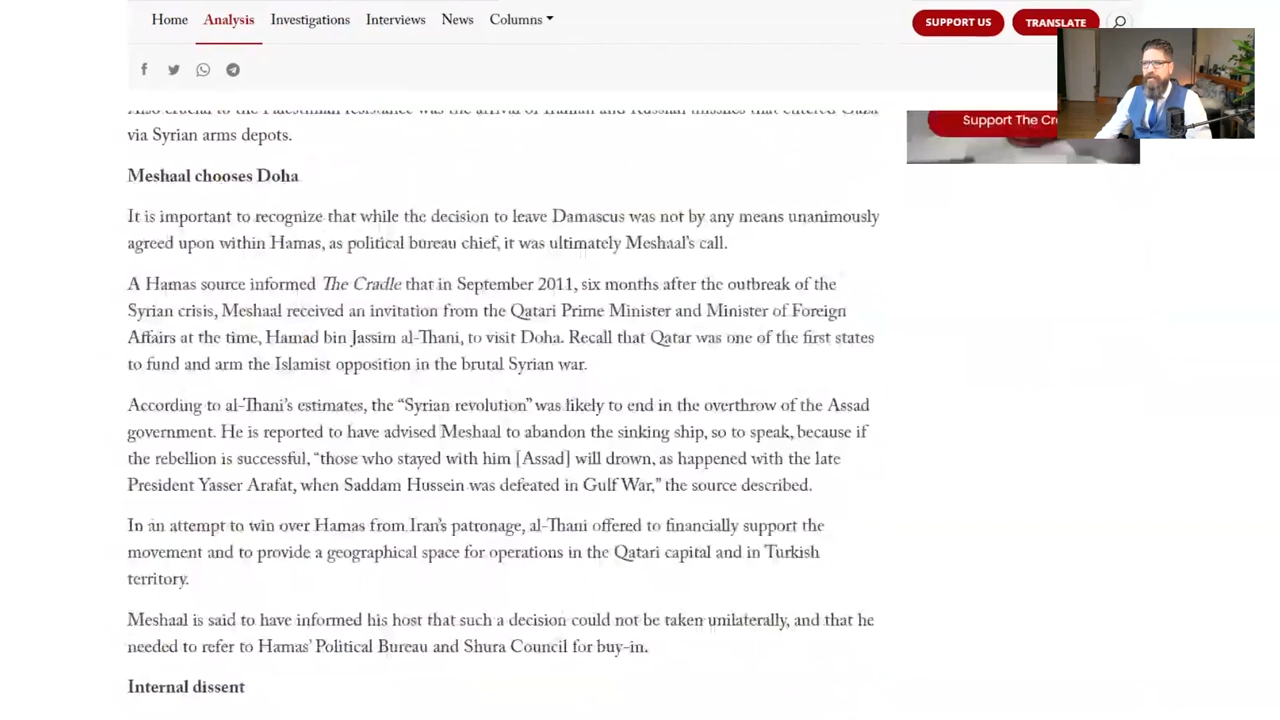 Home Analysis Investigations Interviews News Columns
SUPPORT US TRANSLATE
Also crucial to the Palestinian resistance was the arrival of Iranian and Russian missiles that entered Gaza
via Syrian arms depots.
Support The Cr
Meshaal chooses Doha
It is important to recognize that while the decision to leave Damascus was not by any means unanimously
agreed upon within Hamas, as political bureau chief, it was ultimately Meshaal’s call.
A Hamas source informed The Cradle that in September 2011, six months after the outbreak of the
Syrian crisis, Meshaal received an invitation from the Qatari Prime Minister and Minister of Foreign
Affairs at the time, Hamad bin Jassim al-Thani, to visit Doha. Recall that Qatar was one of the first states
to fund and arm the Islamist opposition in the brutal Syrian war.
According to al-Thani’s estimates, the “Syrian revolution” was likely to end in the overthrow of the Assad
government. He is reported to have advised Meshaal to abandon the sinking ship, so to speak, because if
the rebellion is successful, “those who stayed with him [Assad] will drown, as happened with the late
President Yasser Arafat, when Saddam Hussein was defeated in Gulf War,” the source described.
In an attempt to win over Hamas from Iran’s patronage, al-Thani offered to financially support the
movement and to provide a geographical space for operations in the Qatari capital and in Turkish
territory.
Meshaal is said to have informed his host that such a decision could not be taken unilaterally, and that he
needed to refer to Hamas’ Political Bureau and Shura Council for buy-in.
Internal dissent